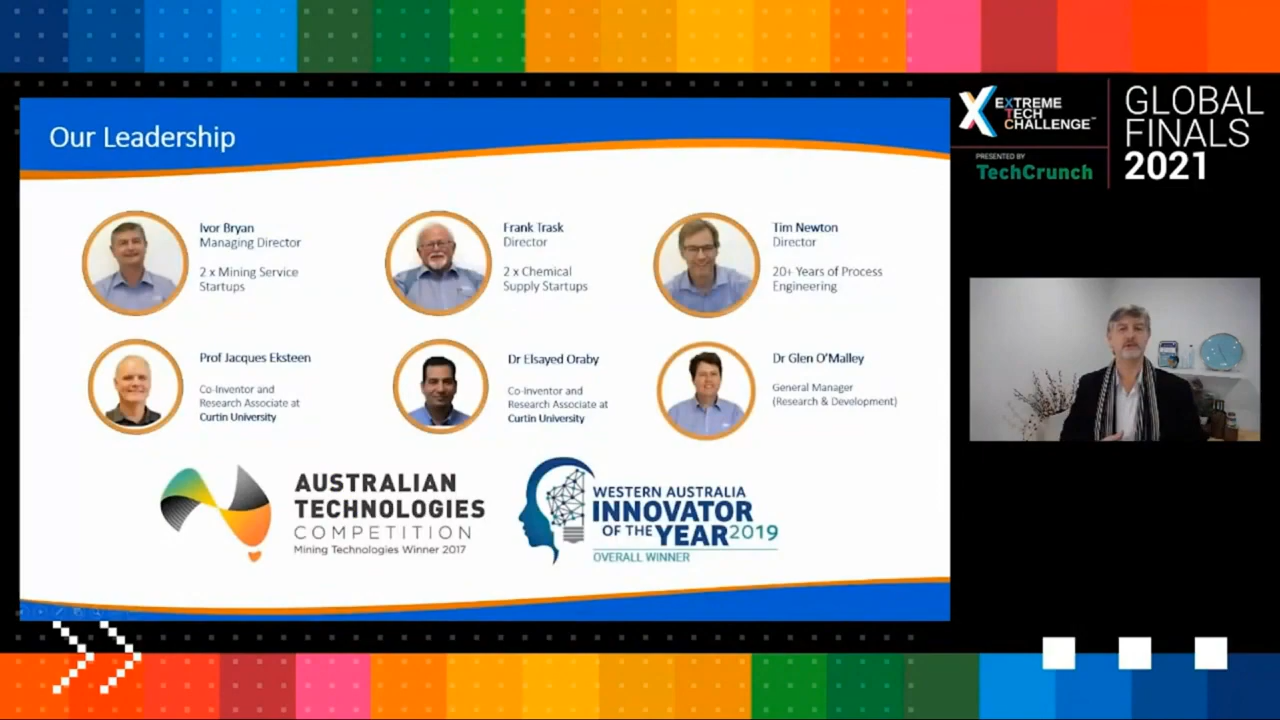 Our Leadership
Ivor Bryan
Managing Director
2 x Mining Service
Startups
Frank Trask
Director
2 x Chemical
Supply Startups
Tim Newton
Director
20+ Years of Process
Engineering
Prof Jacques Eksteen
Co-Inventor and
Research Associate at
Curtin University
Dr Elsayed Oraby
Co-Inventor and
Research Associate at
Curtin University
Dr Glen O'Malley
General Manager
(Research & Development)
AUSTRALIAN
TECHNOLOGIES
COMPETITION
Mining Technologies Winner 2017
WESTERN AUSTRALIA
INNOVATOR
OF THE YEAR 2019
OVERALL WINNER
EXTREME
TECH
CHALLENGE™
PRESENTED BY
TechCrunch
GLOBAL
FINALS
2021